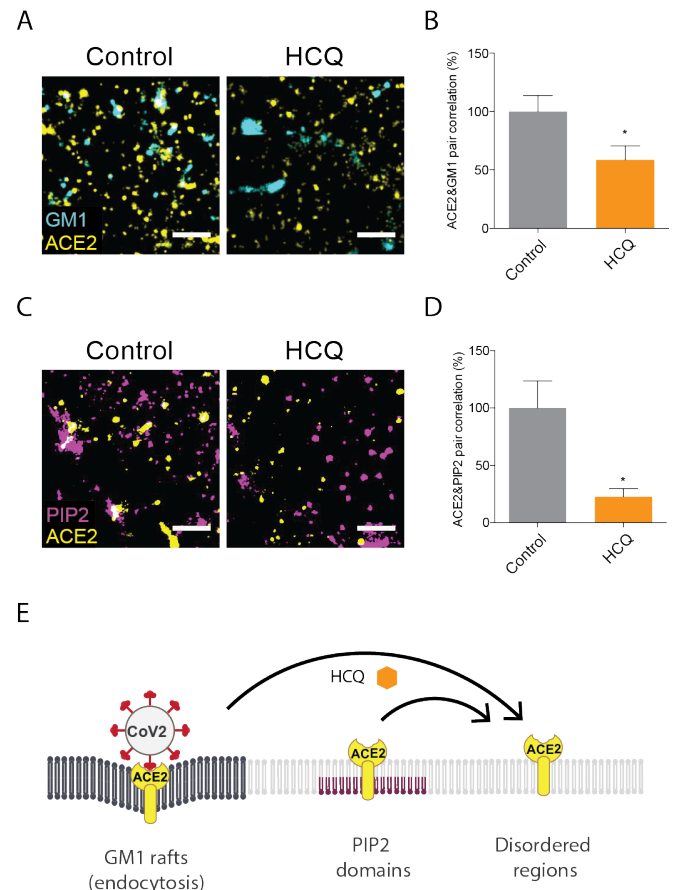 A
Control
HCQ
GM1
ACE2
B
ACE2&GM1 pair correlation (%)
150
100
50
0
*
Control
HCQ
C
Control
HCQ
PIP2
ACE2
D
ACE2&PIP2 pair correlation (%)
150
100
50
0
*
Control
HCQ
E
HCQ
CoV2
ACE2
ACE2
ACE2
GM1 rafts
(endocytosis)
PIP2
domains
Disordered
regions